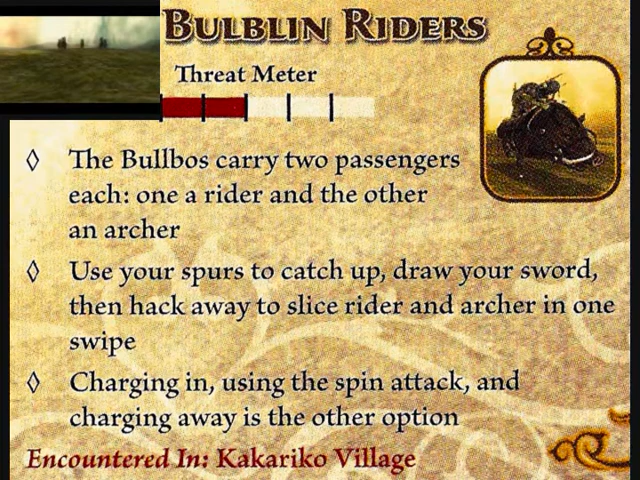 BULBLIN RIDERS
Threat Meter
◊ The Bullbos carry two passengers
each: one a rider and the other
an archer
◊ Use your spurs to catch up, draw your sword,
then hack away to slice rider and archer in one
swipe
◊ Charging in, using the spin attack, and
charging away is the other option
Encountered In: Kakariko Village